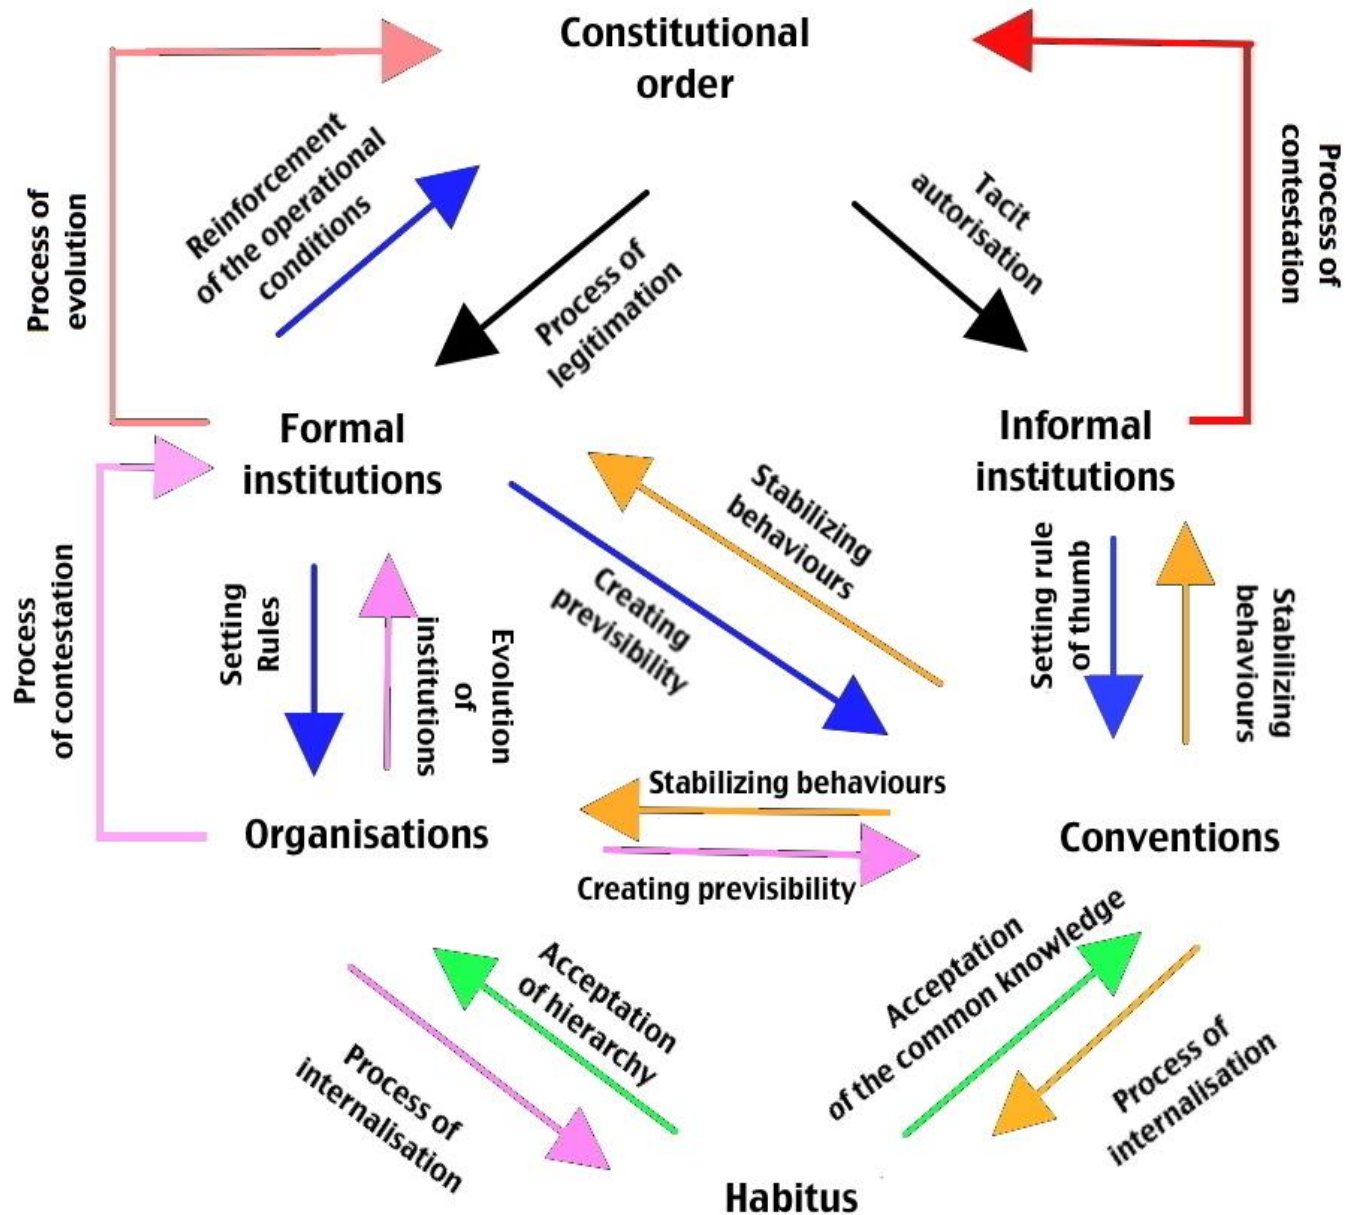 Constitutional
order
Process of
evolution
Reinforcement
of the operational
conditions
Process of
legitimation
Tacit
autorisation
Process of
contestation
Formal
institutions
Informal
institutions
Process
of contestation
Setting
Rules
Evolution
of
institutions
Creating
previsibility
Stabilizing
behaviours
Setting rule
of thumb
Stabilizing
behaviours
Organisations
Stabilizing behaviours
Creating previsibility
Conventions
Process of
internalisation
Acceptation
of hierarchy
Acceptation
of the common knowledge
Process of
internalisation
Habitus